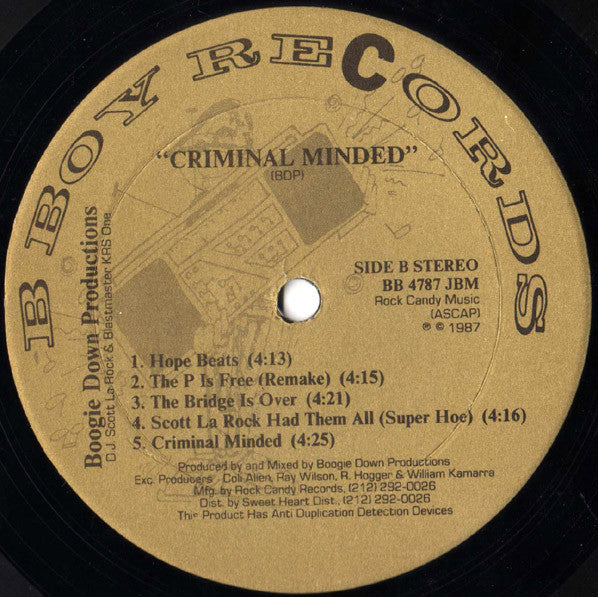 B BOY RECORDS
"CRIMINAL MINDED"
(BDP)
Boogie Down Productions
D.J. Scott La Rock & Blastmaster KRS One
SIDE B STEREO
BB 4787 JBM
Rock Candy Music
(ASCAP)
℗ © 1987
1. Hope Beats (4:13)
2. The P Is Free (Remake) (4:15)
3. The Bridge Is Over (4:21)
4. Scott La Rock Had Them All (Super Hoe) (4:16)
5. Criminal Minded (4:25)
Produced by and Mixed by Boogie Down Productions
Exc. Producers Coli Allen, Ray Wilson, R. Hogger & William Kamarra
Mfg. by Rock Candy Records, (212) 292-0026
Dist. by Sweet Heart Dist., (212) 292-0026
This Product Has Anti Duplication Detection Devices